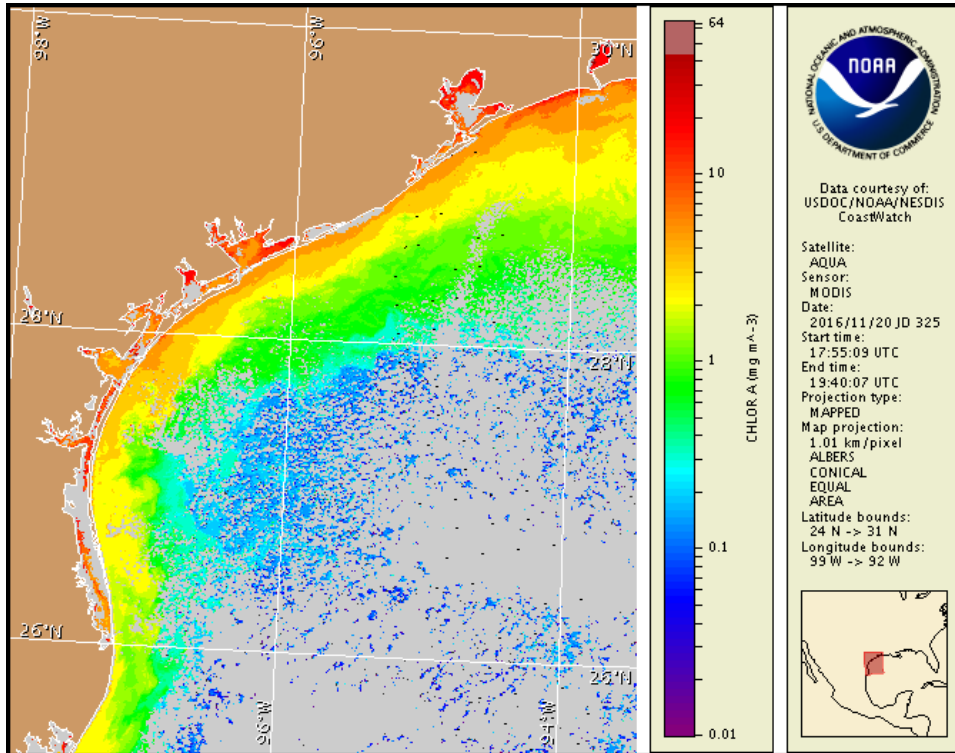 98°W
96°W
30°N
28°N
28°N
26°N
26°N
96°W
94°W
64
10
1
0.1
0.01
CHLOR A (mg m^-3)
NATIONAL OCEANIC AND ATMOSPHERIC ADMINISTRATION
NOAA
U.S. DEPARTMENT OF COMMERCE
Data courtesy of:
USDOC/NOAA/NESDIS
CoastWatch
Satellite:
AQUA
Sensor:
MODIS
Date:
2016/11/20 JD 325
Start time:
17:55:09 UTC
End time:
19:40:07 UTC
Projection type:
MAPPED
Map projection:
1.01 km/pixel
ALBERS
CONICAL
EQUAL
AREA
Latitude bounds:
24 N -> 31 N
Longitude bounds:
99 W -> 92 W